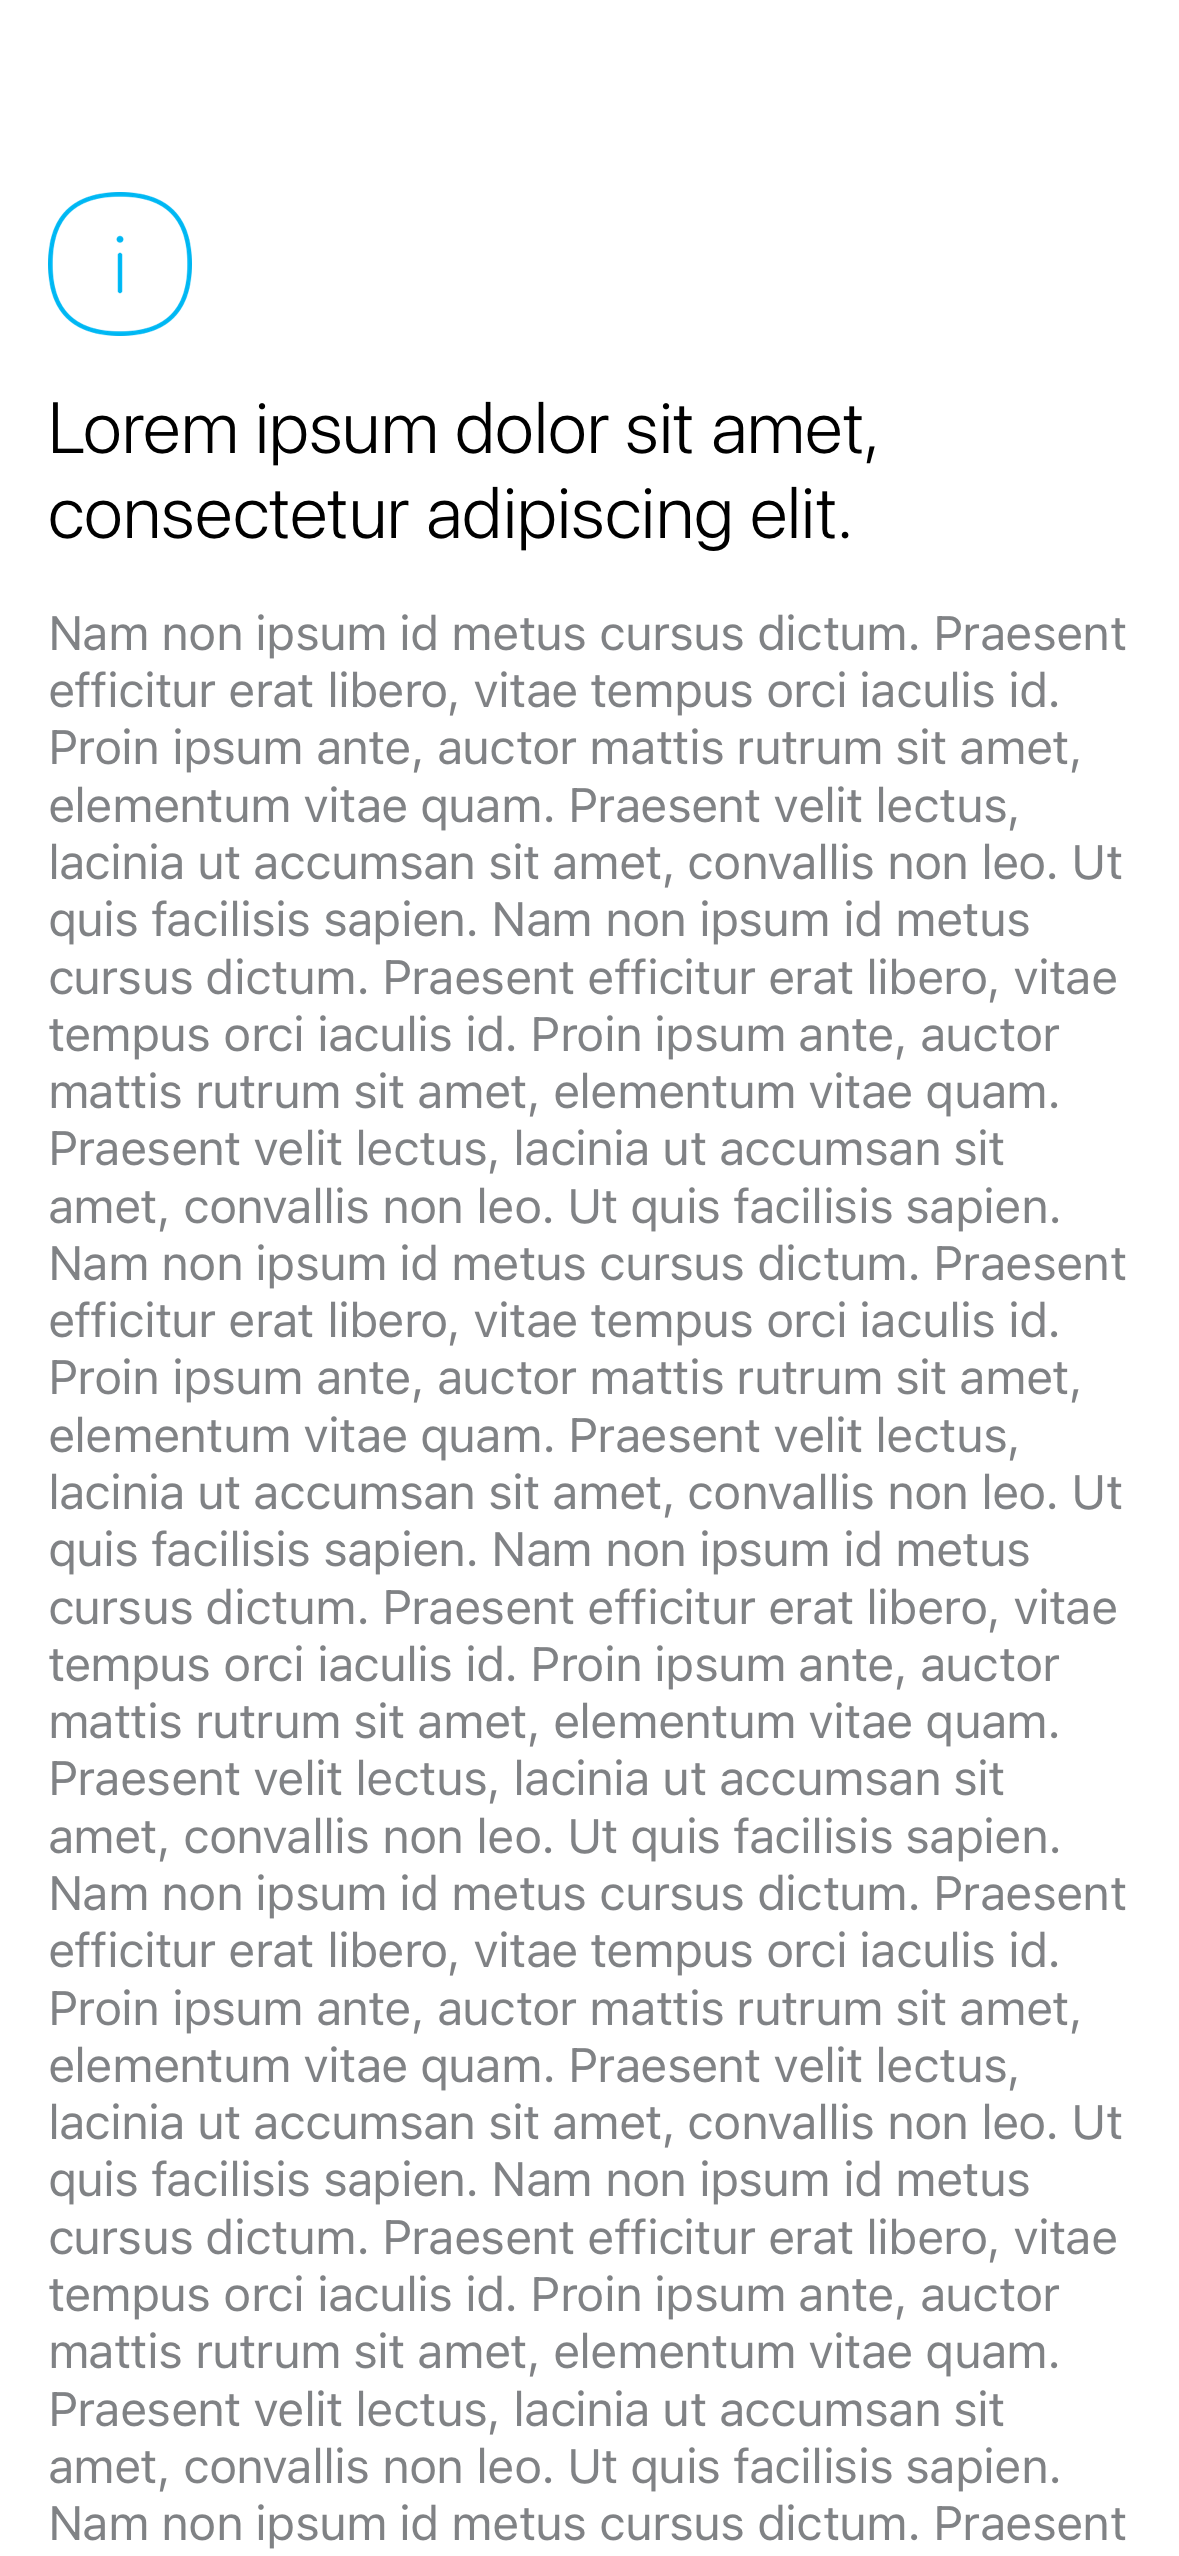 i
Lorem ipsum dolor sit amet,
consectetur adipiscing elit.
Nam non ipsum id metus cursus dictum. Praesent
efficitur erat libero, vitae tempus orci iaculis id.
Proin ipsum ante, auctor mattis rutrum sit amet,
elementum vitae quam. Praesent velit lectus,
lacinia ut accumsan sit amet, convallis non leo. Ut
quis facilisis sapien. Nam non ipsum id metus
cursus dictum. Praesent efficitur erat libero, vitae
tempus orci iaculis id. Proin ipsum ante, auctor
mattis rutrum sit amet, elementum vitae quam.
Praesent velit lectus, lacinia ut accumsan sit
amet, convallis non leo. Ut quis facilisis sapien.
Nam non ipsum id metus cursus dictum. Praesent
efficitur erat libero, vitae tempus orci iaculis id.
Proin ipsum ante, auctor mattis rutrum sit amet,
elementum vitae quam. Praesent velit lectus,
lacinia ut accumsan sit amet, convallis non leo. Ut
quis facilisis sapien. Nam non ipsum id metus
cursus dictum. Praesent efficitur erat libero, vitae
tempus orci iaculis id. Proin ipsum ante, auctor
mattis rutrum sit amet, elementum vitae quam.
Praesent velit lectus, lacinia ut accumsan sit
amet, convallis non leo. Ut quis facilisis sapien.
Nam non ipsum id metus cursus dictum. Praesent
efficitur erat libero, vitae tempus orci iaculis id.
Proin ipsum ante, auctor mattis rutrum sit amet,
elementum vitae quam. Praesent velit lectus,
lacinia ut accumsan sit amet, convallis non leo. Ut
quis facilisis sapien. Nam non ipsum id metus
cursus dictum. Praesent efficitur erat libero, vitae
tempus orci iaculis id. Proin ipsum ante, auctor
mattis rutrum sit amet, elementum vitae quam.
Praesent velit lectus, lacinia ut accumsan sit
amet, convallis non leo. Ut quis facilisis sapien.
Nam non ipsum id metus cursus dictum. Praesent